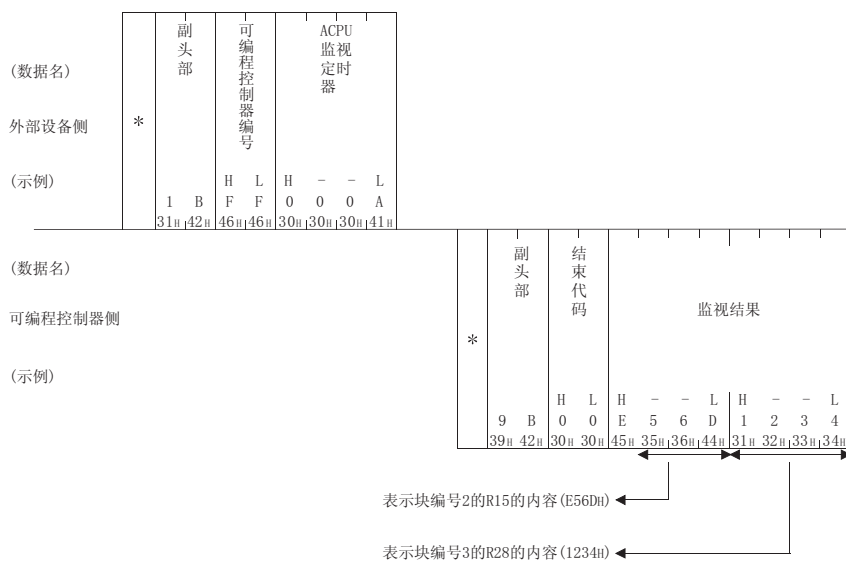 副头部
可编程控制器编号
ACPU
监视
定时
器
(数据名)
外部设备侧
*
(示例)
H L H - - L
1 B F F 0 0 0 A
31H 42H 46H 46H 30H 30H 30H 41H
(数据名)
副头部
结束代码
监视结果
可编程控制器侧
*
(示例)
H L H - - L H - - L
9 B 0 0 E 5 6 D 1 2 3 4
39H 42H 30H 30H 45H 35H 36H 44H 31H 32H 33H 34H
表示块编号2的R15的内容(E56DH)
表示块编号3的R28的内容(1234H)